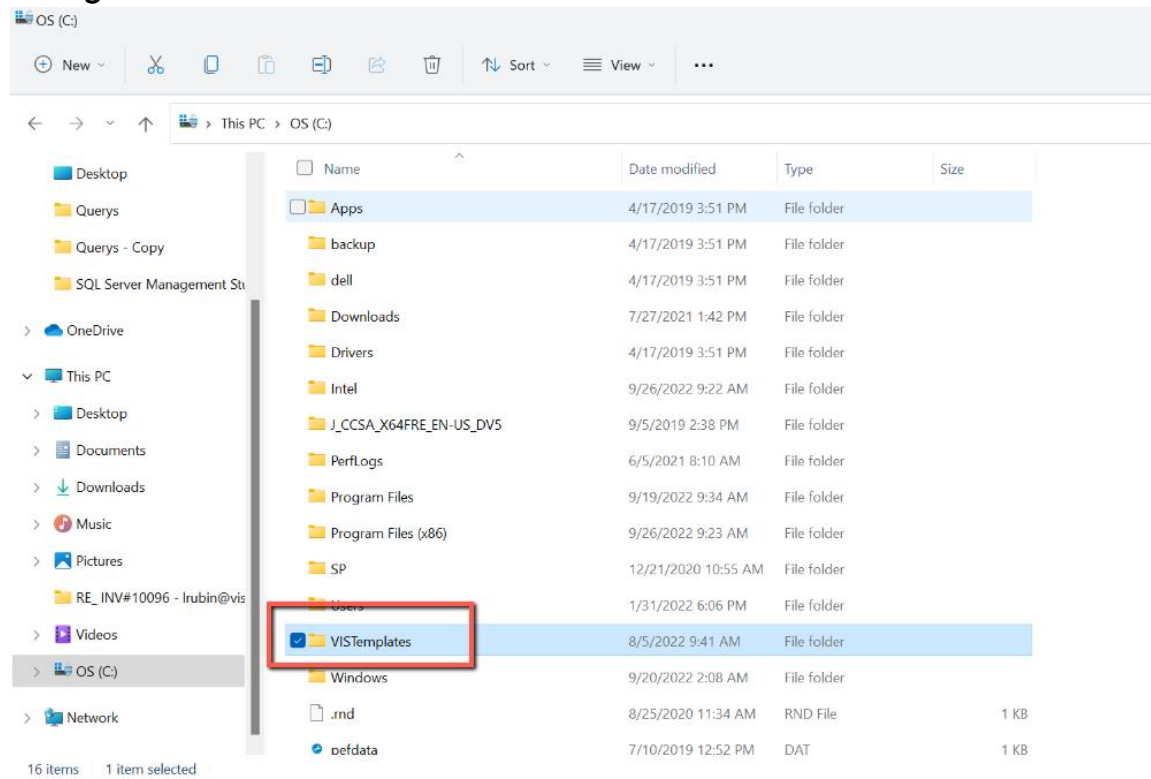 OS (C:)
New
Sort
View
This PC > OS (C:)
Name Date modified Type Size
Desktop
Querys
Querys - Copy
SQL Server Management Stu
OneDrive
This PC
Desktop
Documents
Downloads
Music
Pictures
RE_ INV#10096 - lrubin@vis
Videos
OS (C:)
Network
Apps 4/17/2019 3:51 PM File folder
backup 4/17/2019 3:51 PM File folder
dell 4/17/2019 3:51 PM File folder
Downloads 7/27/2021 1:42 PM File folder
Drivers 4/17/2019 3:51 PM File folder
Intel 9/26/2022 9:22 AM File folder
J_CCSA_X64FRE_EN-US_DV5 9/5/2019 2:38 PM File folder
PerfLogs 6/5/2021 8:10 AM File folder
Program Files 9/19/2022 9:34 AM File folder
Program Files (x86) 9/26/2022 9:23 AM File folder
SP 12/21/2020 10:55 AM File folder
Users 1/31/2022 6:06 PM File folder
VISTemplates 8/5/2022 9:41 AM File folder
Windows 9/20/2022 2:08 AM File folder
.rnd 8/25/2020 11:34 AM RND File 1 KB
pefdata 7/10/2019 12:52 PM DAT 1 KB
16 items 1 item selected